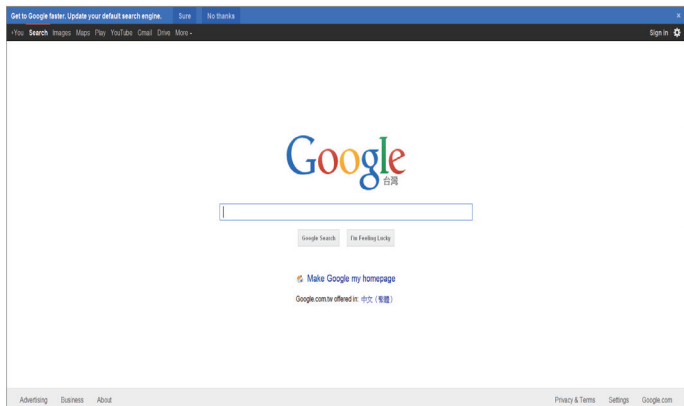 Get to Google faster. Update your default search engine. Sure No thanks x
+You Search Images Maps Play YouTube Gmail Drive More Sign in
Google
台灣
Google Search I'm Feeling Lucky
Make Google my homepage
Google.com.tw offered in: 中文（繁體）
Advertising Business About Privacy & Terms Settings Google.com